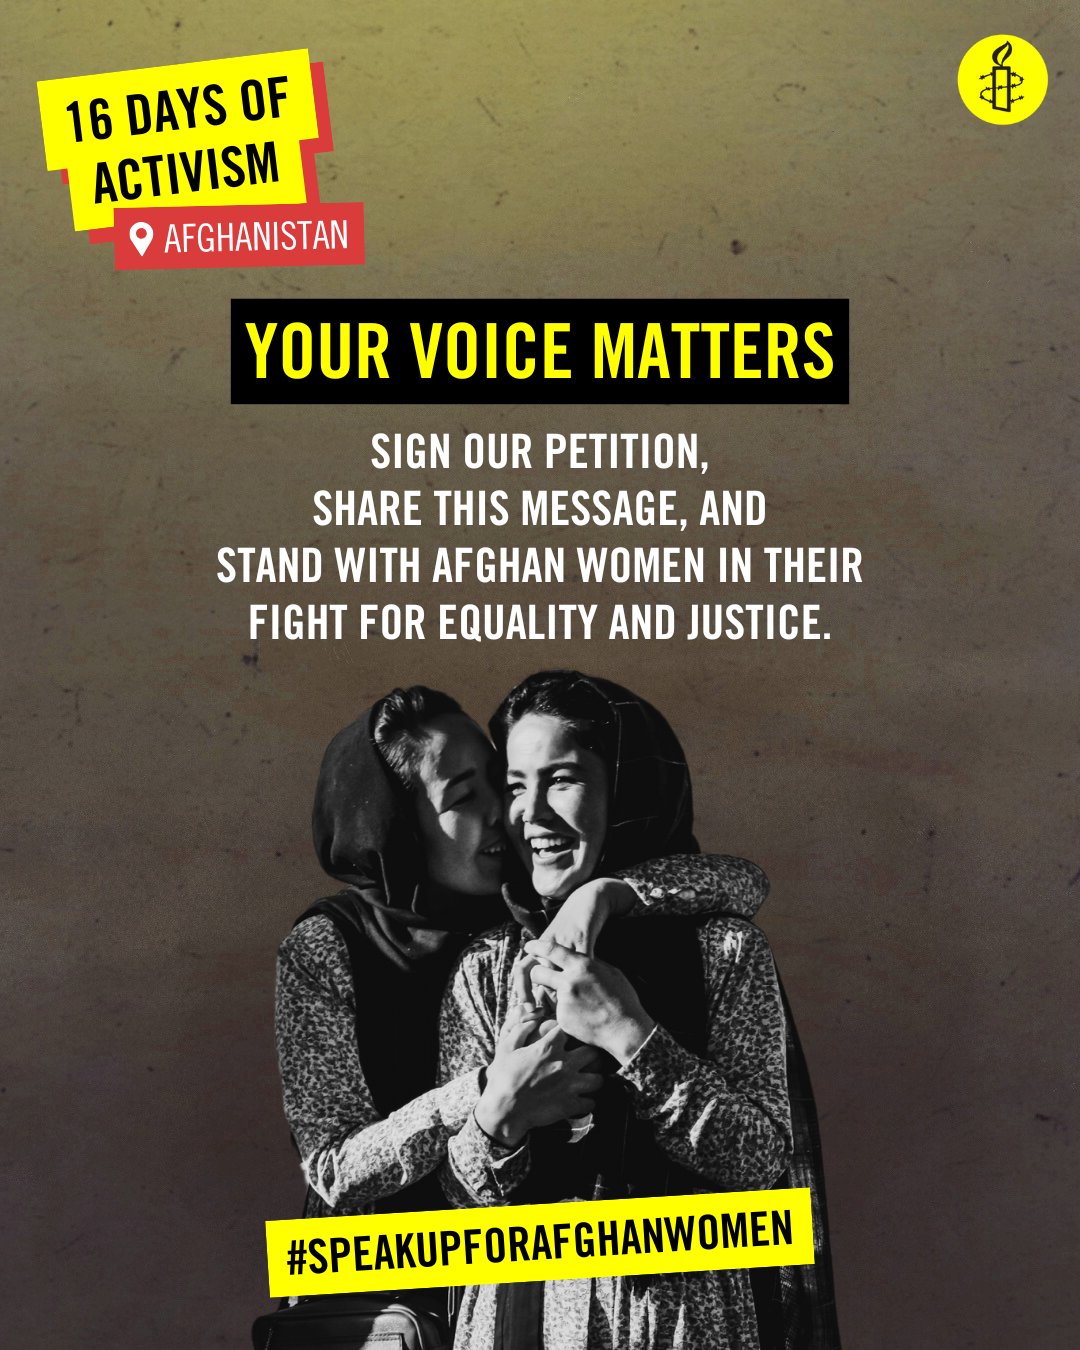 16 DAYS OF
ACTIVISM
AFGHANISTAN
YOUR VOICE MATTERS
SIGN OUR PETITION,
SHARE THIS MESSAGE, AND
STAND WITH AFGHAN WOMEN IN THEIR
FIGHT FOR EQUALITY AND JUSTICE.
#SPEAKUPFORAFGHANWOMEN